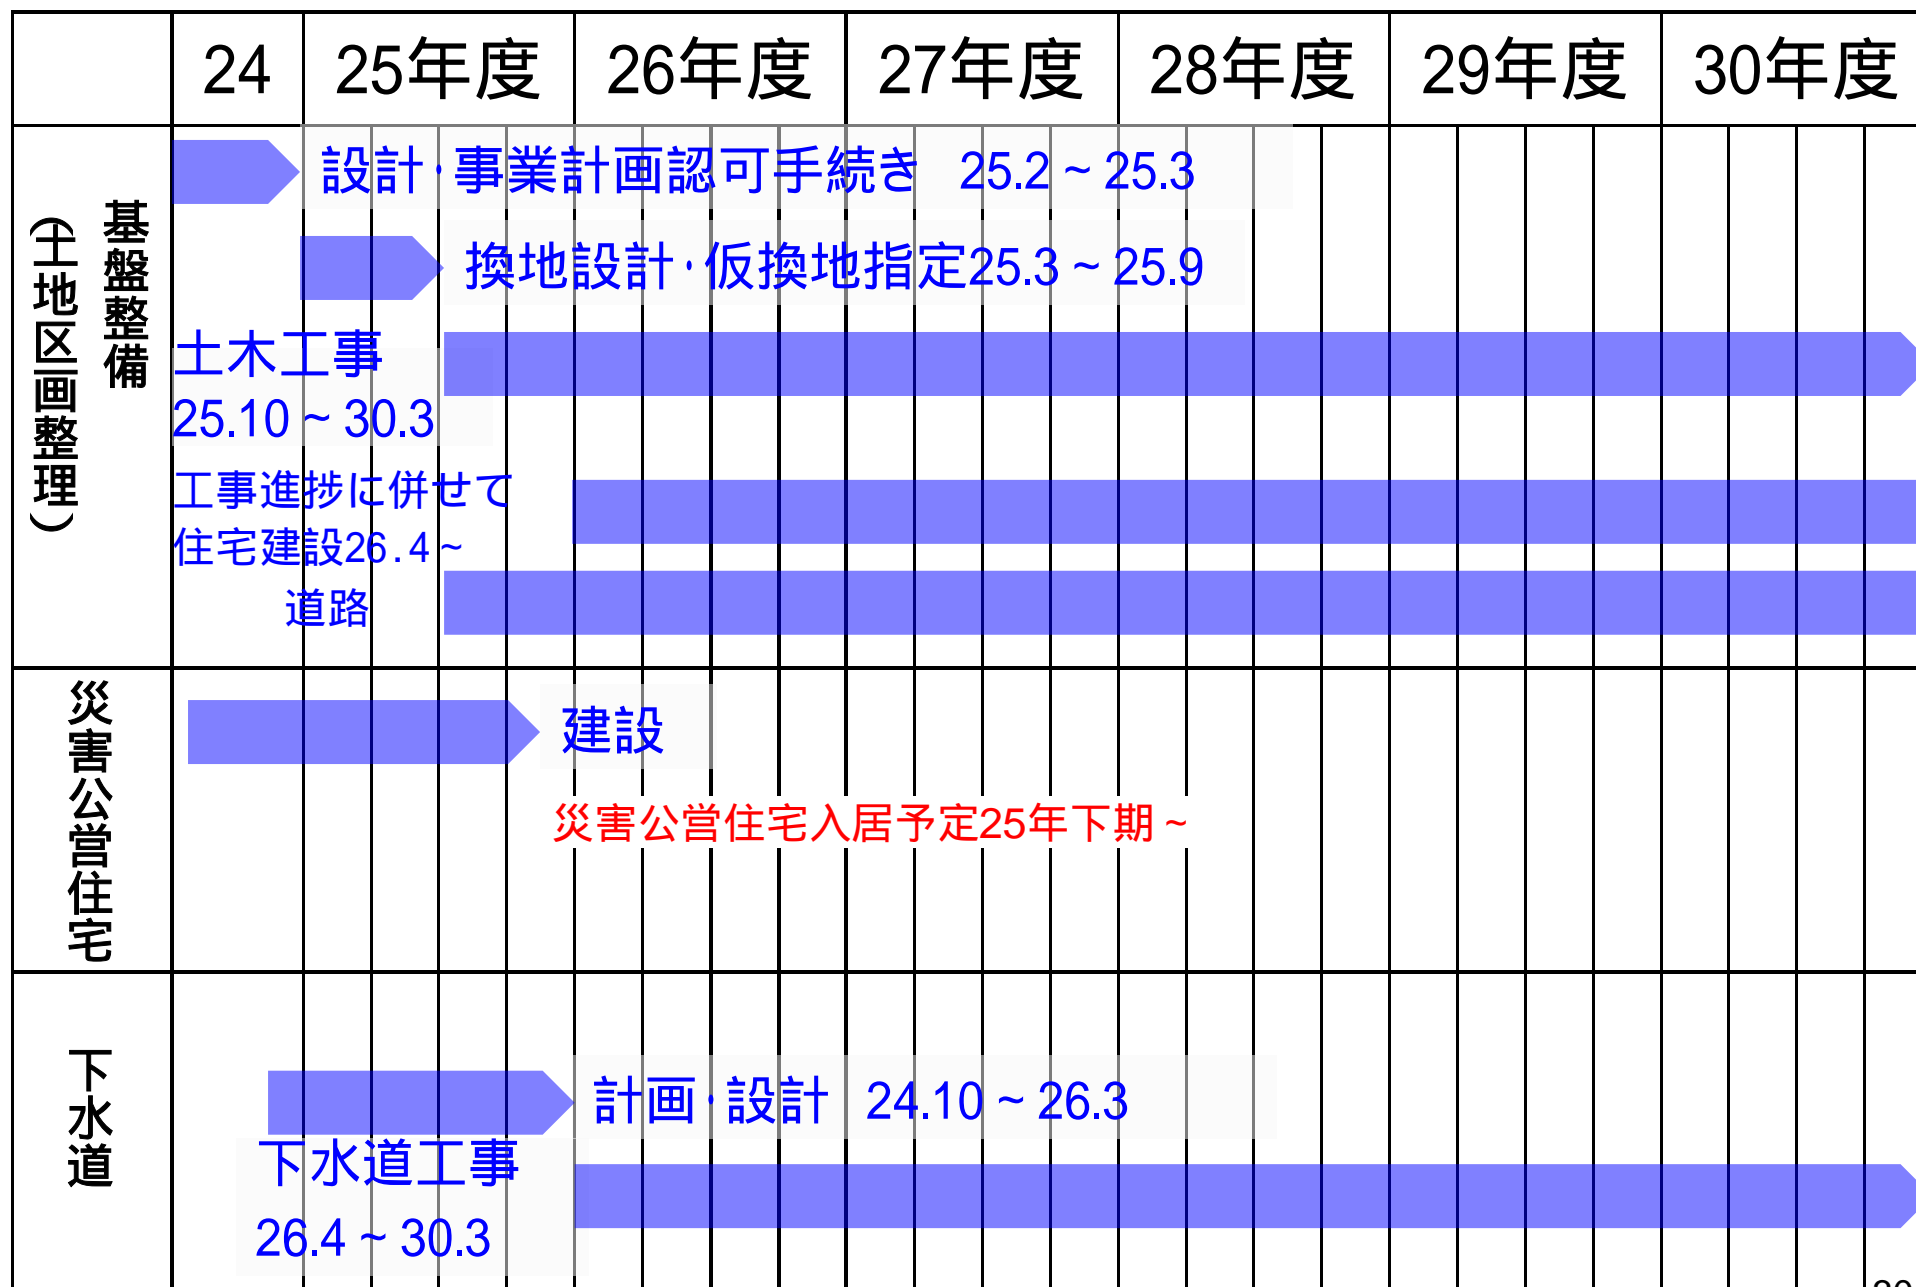 24 25年度 26年度 27年度 28年度 29年度 30年度
基盤整備
(土地区画整理)
設計・事業計画認可手続き 25.2~25.3
換地設計・仮換地指定25.3~25.9
土木工事
25.10~30.3
工事進捗に併せて
住宅建設26.4~
道路
災害公営住宅
建設
災害公営住宅入居予定25年下期~
下水道
計画・設計 24.10~26.3
下水道工事
26.4~30.3